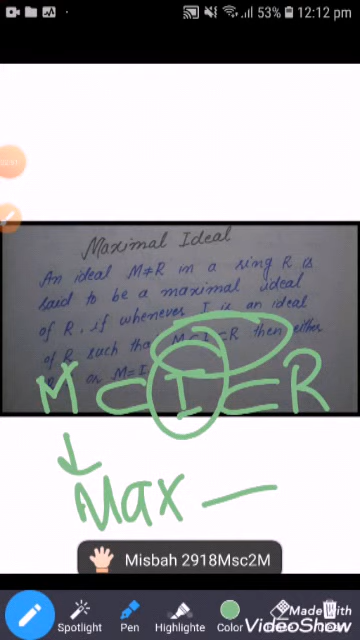 53% 12:12 pm
Maximal Ideal
An ideal M≠R in a ring R is
said to be a maximal ideal
of R, if whenever I is an ideal
of R such that M⊂I⊂R then either
or M=I
M ⊂ I ⊂ R
Max
Misbah 2918Msc2M
Spotlight Pen Highlighte Color
Made with
VideoShow